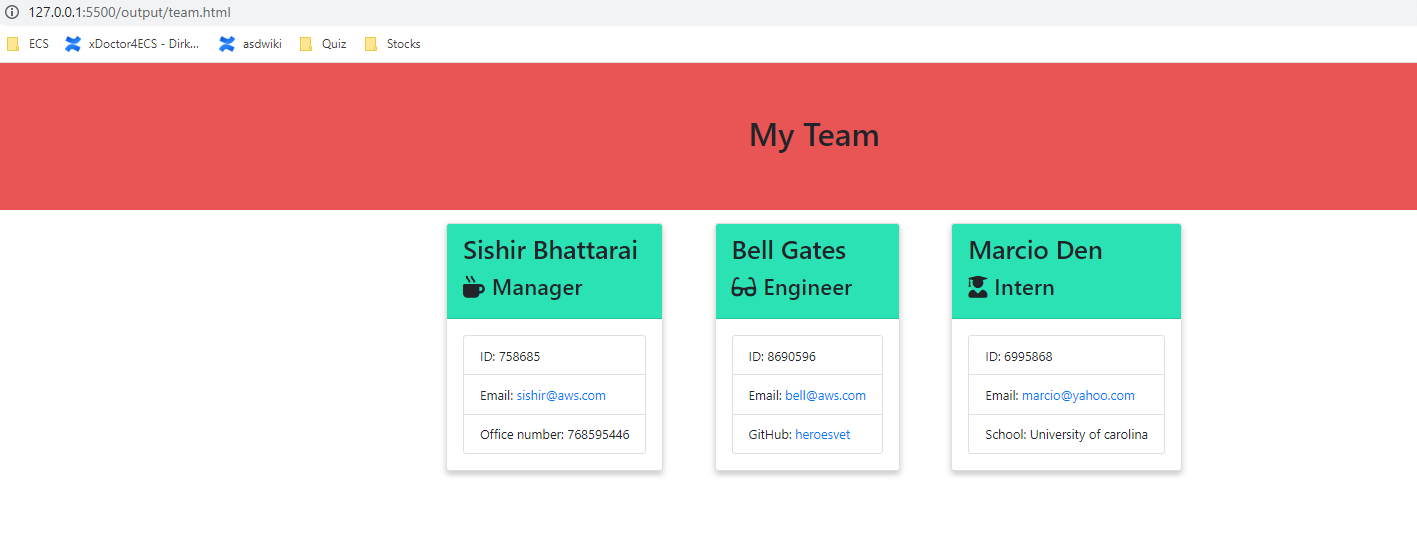 127.0.0.1:5500/output/team.html
ECS xDoctor4ECS - Dirk... asdwiki Quiz Stocks
My Team
Sishir Bhattarai
Manager
ID: 758685
Email: sishir@aws.com
Office number: 768595446
Bell Gates
Engineer
ID: 8690596
Email: bell@aws.com
GitHub: heroesvet
Marcio Den
Intern
ID: 6995868
Email: marcio@yahoo.com
School: University of carolina